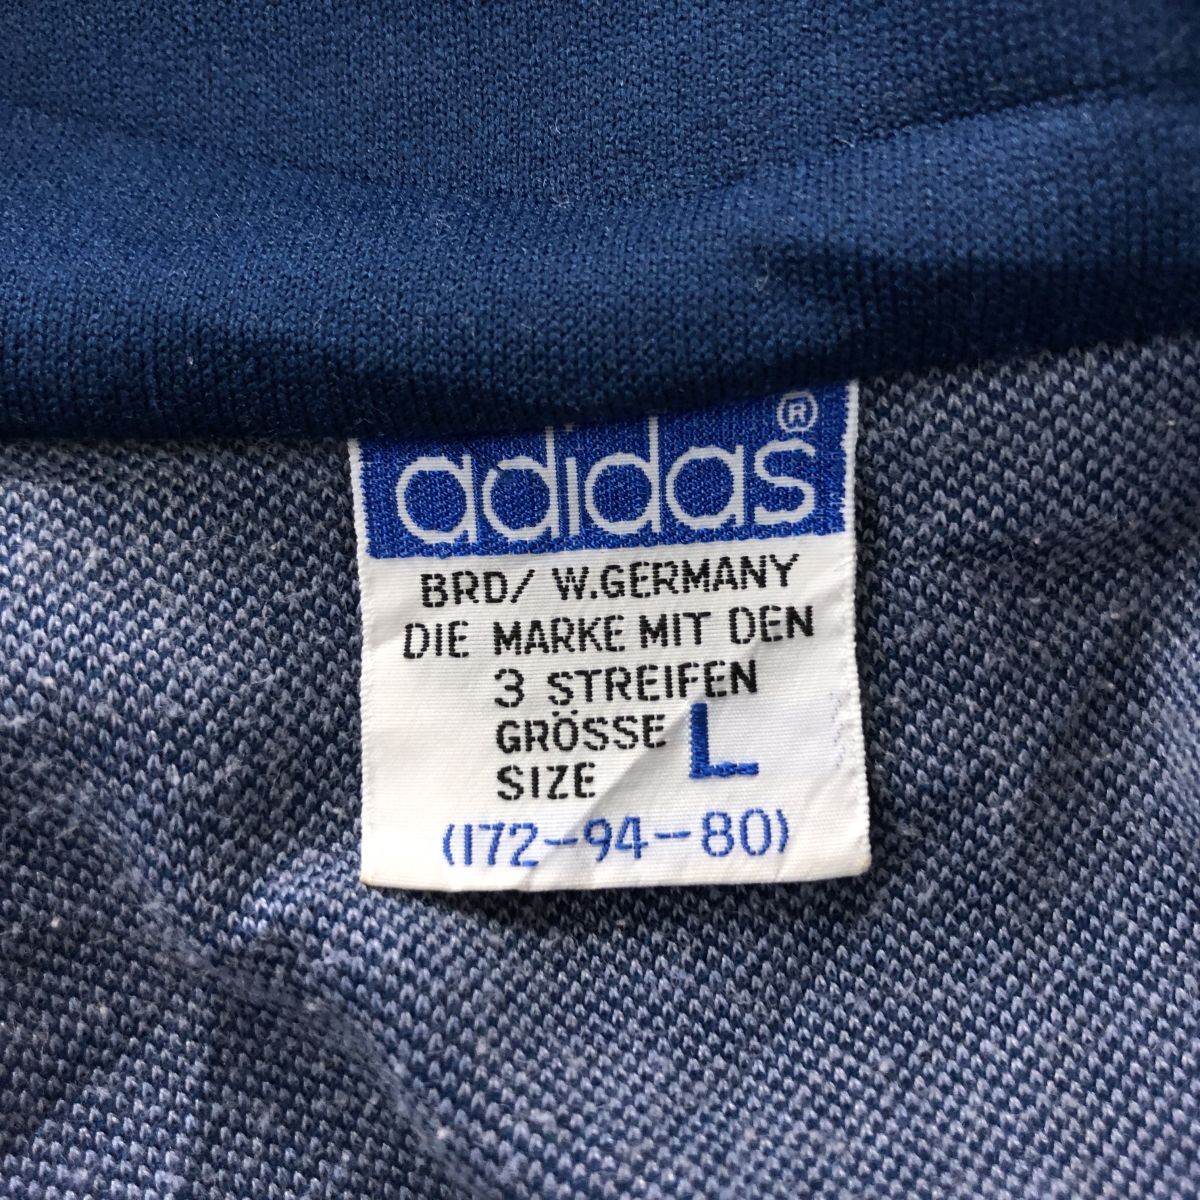 adidas®
BRD/ W.GERMANY
DIE MARKE MIT DEN
3 STREIFEN
GRÖSSE L
SIZE
(172-94-80)